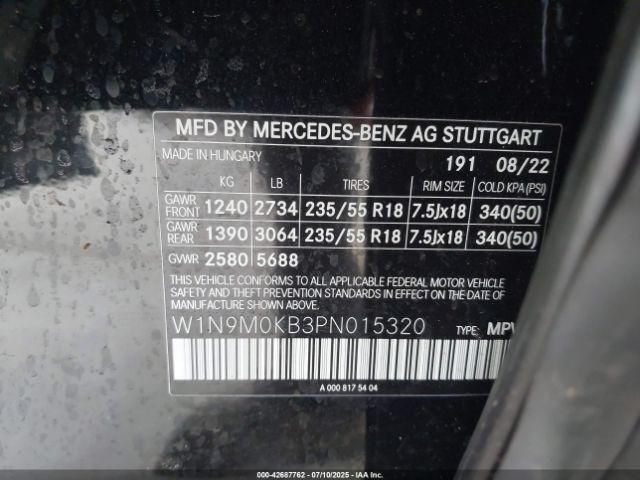 MFD BY MERCEDES-BENZ AG STUTTGART
MADE IN HUNGARY 191 08/22
KG LB TIRES RIM SIZE COLD KPA(PSI)
GAWR FRONT 1240 2734 235/55 R18 7.5Jx18 340(50)
GAWR REAR 1390 3064 235/55 R18 7.5Jx18 340(50)
GVWR 2580 5688
THIS VEHICLE CONFORMS TO ALL APPLICABLE FEDERAL MOTOR VEHICLE
SAFETY AND THEFT PREVENTION STANDARDS IN EFFECT ON THE DATE
OF MANUFACTURE SHOWN ABOVE.
W1N9M0KB3PN015320 TYPE: MPV
A 000 817 54 04
000-42687762 - 07/10/2025 - IAA Inc.